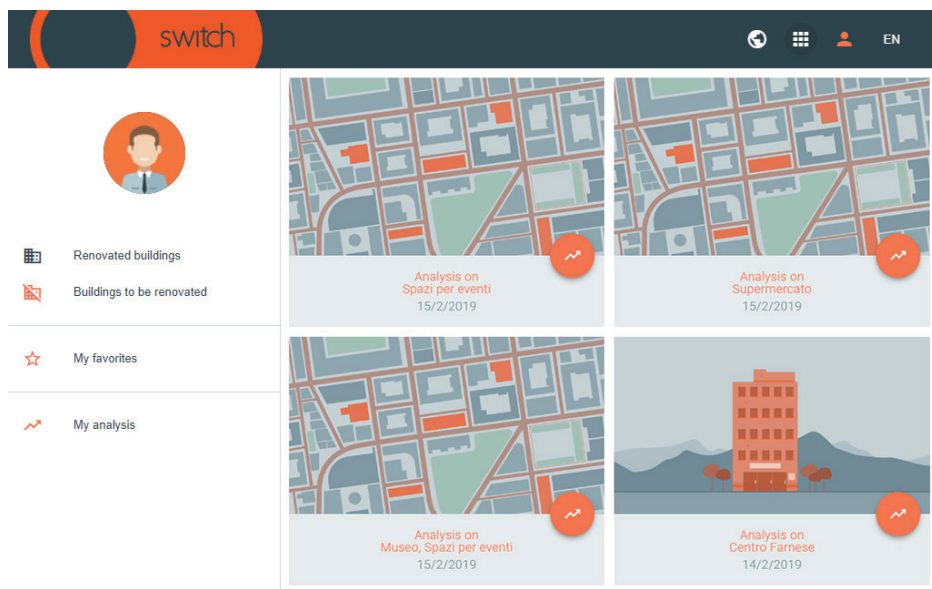 switch
EN
Renovated buildings
Buildings to be renovated
My favorites
My analysis
Analysis on
Spazi per eventi
15/2/2019
Analysis on
Supermercato
15/2/2019
Analysis on
Museo, Spazi per eventi
15/2/2019
Analysis on
Centro Farnese
14/2/2019